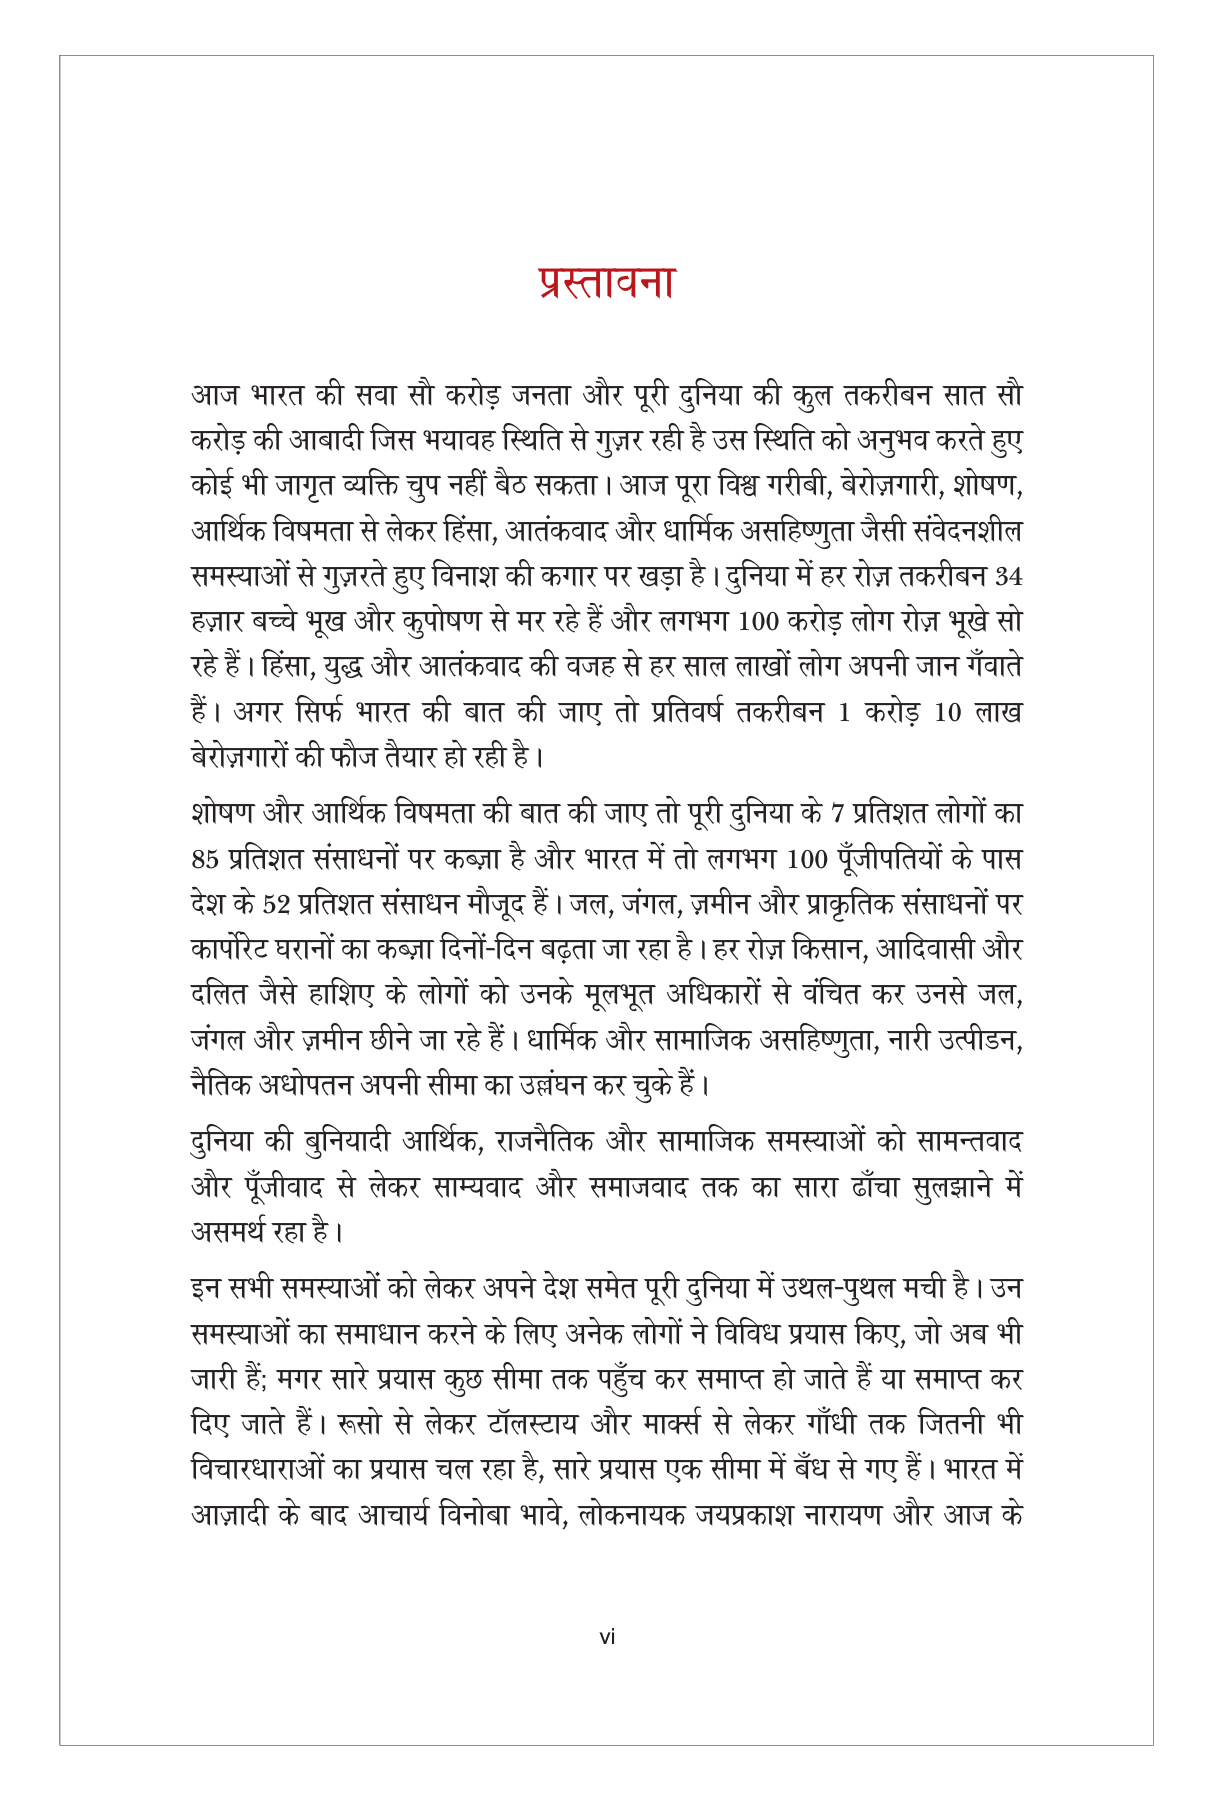 प्रस्तावना
आज भारत की सवा सौ करोड़ जनता और पूरी दुनिया की कुल तकरीबन सात सौ
करोड़ की आबादी जिस भयावह स्थिति से गुज़र रही है उस स्थिति को अनुभव करते हुए
कोई भी जागृत व्यक्ति चुप नहीं बैठ सकता। आज पूरा विश्व गरीबी, बेरोज़गारी, शोषण,
आर्थिक विषमता से लेकर हिंसा, आतंकवाद और धार्मिक असहिष्णुता जैसी संवेदनशील
समस्याओं से गुज़रते हुए विनाश की कगार पर खड़ा है। दुनिया में हर रोज़ तकरीबन 34
हज़ार बच्चे भूख और कुपोषण से मर रहे हैं और लगभग 100 करोड़ लोग रोज़ भूखे सो
रहे हैं। हिंसा, युद्ध और आतंकवाद की वजह से हर साल लाखों लोग अपनी जान गँवाते
हैं। अगर सिर्फ भारत की बात की जाए तो प्रतिवर्ष तकरीबन 1 करोड़ 10 लाख
बेरोज़गारों की फौज तैयार हो रही है।
शोषण और आर्थिक विषमता की बात की जाए तो पूरी दुनिया के 7 प्रतिशत लोगों का
85 प्रतिशत संसाधनों पर कब्ज़ा है और भारत में तो लगभग 100 पूँजीपतियों के पास
देश के 52 प्रतिशत संसाधन मौजूद हैं। जल, जंगल, ज़मीन और प्राकृतिक संसाधनों पर
कार्पोरेट घरानों का कब्ज़ा दिनों-दिन बढ़ता जा रहा है। हर रोज़ किसान, आदिवासी और
दलित जैसे हाशिए के लोगों को उनके मूलभूत अधिकारों से वंचित कर उनसे जल,
जंगल और ज़मीन छीने जा रहे हैं। धार्मिक और सामाजिक असहिष्णुता, नारी उत्पीडन,
नैतिक अधोपतन अपनी सीमा का उल्लंघन कर चुके हैं।
दुनिया की बुनियादी आर्थिक, राजनैतिक और सामाजिक समस्याओं को सामन्तवाद
और पूँजीवाद से लेकर साम्यवाद और समाजवाद तक का सारा ढाँचा सुलझाने में
असमर्थ रहा है।
इन सभी समस्याओं को लेकर अपने देश समेत पूरी दुनिया में उथल-पुथल मची है। उन
समस्याओं का समाधान करने के लिए अनेक लोगों ने विविध प्रयास किए, जो अब भी
जारी हैं; मगर सारे प्रयास कुछ सीमा तक पहुँच कर समाप्त हो जाते हैं या समाप्त कर
दिए जाते हैं। रूसो से लेकर टॉलस्टाय और मार्क्स से लेकर गाँधी तक जितनी भी
विचारधाराओं का प्रयास चल रहा है, सारे प्रयास एक सीमा में बँध से गए हैं। भारत में
आज़ादी के बाद आचार्य विनोबा भावे, लोकनायक जयप्रकाश नारायण और आज के
vi